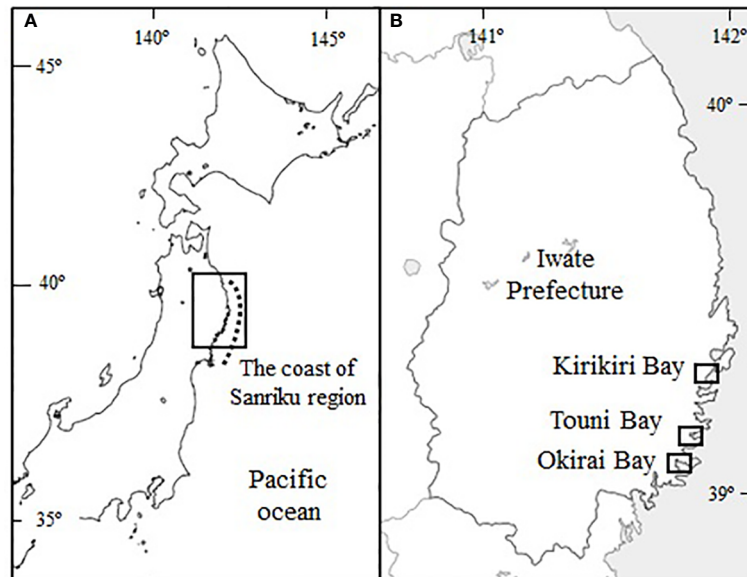 A
140°
145°
45°
40°
The coast of
Sanriku region
Pacific
ocean
35°
B
141°
142°
40°
Iwate
Prefecture
Kirikiri Bay
Touni Bay
Okirai Bay
39°